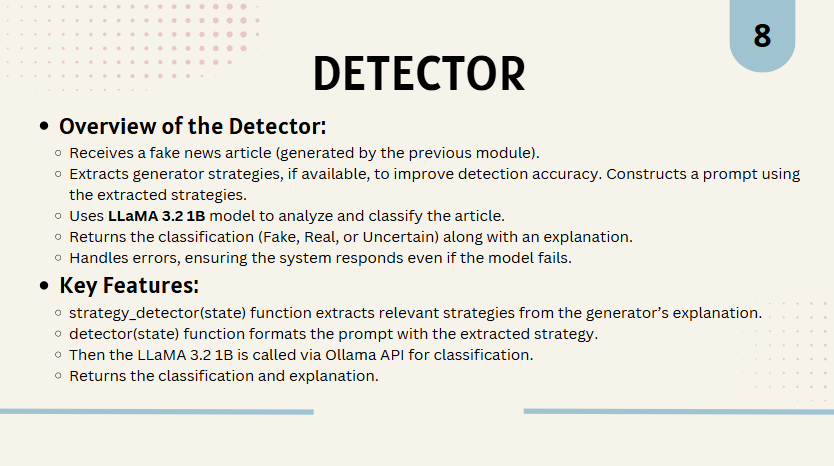 8
DETECTOR
• Overview of the Detector:
○ Receives a fake news article (generated by the previous module).
○ Extracts generator strategies, if available, to improve detection accuracy. Constructs a prompt using
the extracted strategies.
○ Uses LLaMA 3.2 1B model to analyze and classify the article.
○ Returns the classification (Fake, Real, or Uncertain) along with an explanation.
○ Handles errors, ensuring the system responds even if the model fails.
• Key Features:
○ strategy_detector(state) function extracts relevant strategies from the generator’s explanation.
○ detector(state) function formats the prompt with the extracted strategy.
○ Then the LLaMA 3.2 1B is called via Ollama API for classification.
○ Returns the classification and explanation.